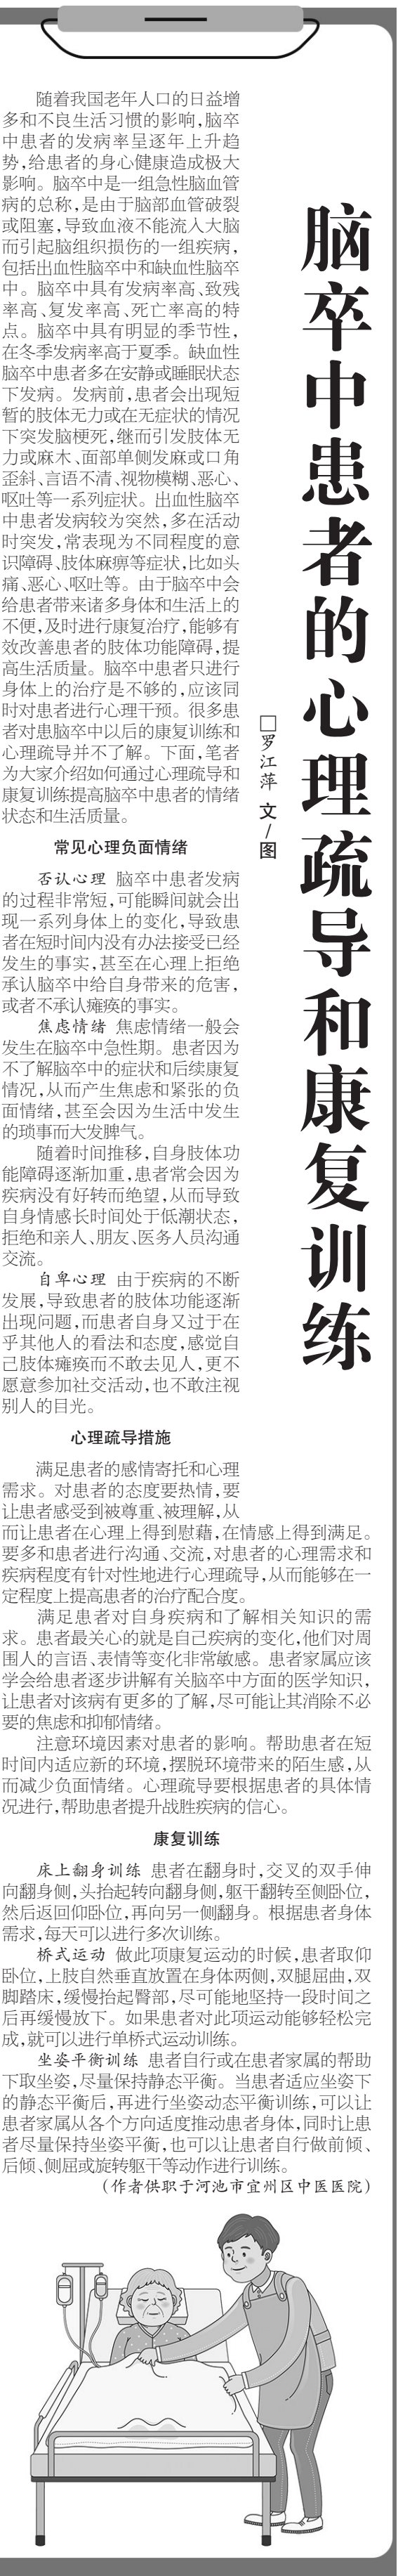 脑卒中患者的心理疏导和康复训练
□罗江萍 文/图
随着我国老年人口的日益增
多和不良生活习惯的影响,脑卒
中患者的发病率呈逐年上升趋
势,给患者的身心健康造成极大
影响。脑卒中是一组急性脑血管
病的总称,是由于脑部血管破裂
或阻塞,导致血液不能流入大脑
而引起脑组织损伤的一组疾病,
包括出血性脑卒中和缺血性脑卒
中。脑卒中具有发病率高、致残
率高、复发率高、死亡率高的特
点。脑卒中具有明显的季节性,
在冬季发病率高于夏季。缺血性
脑卒中患者多在安静或睡眠状态
下发病。发病前,患者会出现短
暂的肢体无力或在无症状的情况
下突发脑梗死,继而引发肢体无
力或麻木、面部单侧发麻或口角
歪斜、言语不清、视物模糊、恶心、
呕吐等一系列症状。出血性脑卒
中患者发病较为突然,多在活动
时突发,常表现为不同程度的意
识障碍、肢体麻痹等症状,比如头
痛、恶心、呕吐等。由于脑卒中会
给患者带来诸多身体和生活上的
不便,及时进行康复治疗,能够有
效改善患者的肢体功能障碍,提
高生活质量。脑卒中患者只进行
身体上的治疗是不够的,应该同
时对患者进行心理干预。很多患
者对患脑卒中以后的康复训练和
心理疏导并不了解。下面,笔者
为大家介绍如何通过心理疏导和
康复训练提高脑卒中患者的情绪
状态和生活质量。
常见心理负面情绪
否认心理 脑卒中患者发病
的过程非常短,可能瞬间就会出
现一系列身体上的变化,导致患
者在短时间内没有办法接受已经
发生的事实,甚至在心理上拒绝
承认脑卒中给自身带来的危害,
或者不承认瘫痪的事实。
焦虑情绪 焦虑情绪一般会
发生在脑卒中急性期。患者因为
不了解脑卒中的症状和后续康复
情况,从而产生焦虑和紧张的负
面情绪,甚至会因为生活中发生
的琐事而大发脾气。
随着时间推移,自身肢体功
能障碍逐渐加重,患者常会因为
疾病没有好转而绝望,从而导致
自身情感长时间处于低潮状态,
拒绝和亲人、朋友、医务人员沟通
交流。
自卑心理 由于疾病的不断
发展,导致患者的肢体功能逐渐
出现问题,而患者自身又过于在
乎其他人的看法和态度,感觉自
己肢体瘫痪而不敢去见人,更不
愿意参加社交活动,也不敢注视
别人的目光。
心理疏导措施
满足患者的感情寄托和心理
需求。对患者的态度要热情,要
让患者感受到被尊重、被理解,从
而让患者在心理上得到慰藉,在情感上得到满足。
要多和患者进行沟通、交流,对患者的心理需求和
疾病程度有针对性地进行心理疏导,从而能够在一
定程度上提高患者的治疗配合度。
满足患者对自身疾病和了解相关知识的需
求。患者最关心的就是自己疾病的变化,他们对周
围人的言语、表情等变化非常敏感。患者家属应该
学会给患者逐步讲解有关脑卒中方面的医学知识,
让患者对该病有更多的了解,尽可能让其消除不必
要的焦虑和抑郁情绪。
注意环境因素对患者的影响。帮助患者在短
时间内适应新的环境,摆脱环境带来的陌生感,从
而减少负面情绪。心理疏导要根据患者的具体情
况进行,帮助患者提升战胜疾病的信心。
康复训练
床上翻身训练 患者在翻身时,交叉的双手伸
向翻身侧,头抬起转向翻身侧,躯干翻转至侧卧位,
然后返回仰卧位,再向另一侧翻身。根据患者身体
需求,每天可以进行多次训练。
桥式运动 做此项康复运动的时候,患者取仰
卧位,上肢自然垂直放置在身体两侧,双腿屈曲,双
脚踏床,缓慢抬起臀部,尽可能地坚持一段时间之
后再缓慢放下。如果患者对此项运动能够轻松完
成,就可以进行单桥式运动训练。
坐姿平衡训练 患者自行或在患者家属的帮助
下取坐姿,尽量保持静态平衡。当患者适应坐姿下
的静态平衡后,再进行坐姿动态平衡训练,可以让
患者家属从各个方向适度推动患者身体,同时让患
者尽量保持坐姿平衡,也可以让患者自行做前倾、
后倾、侧屈或旋转躯干等动作进行训练。
(作者供职于河池市宜州区中医医院)